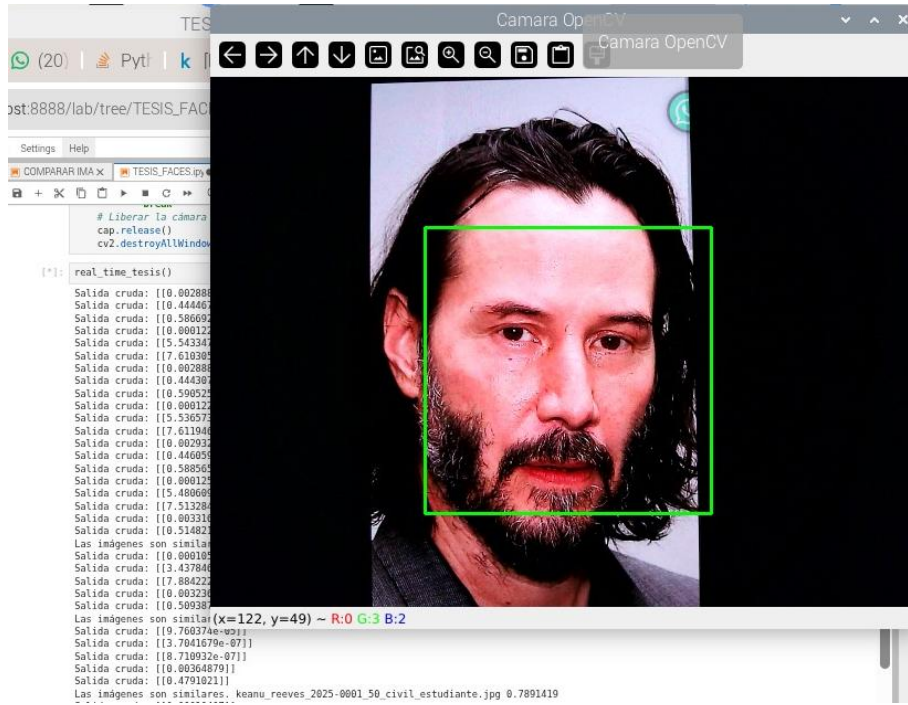 TES
Camara OpenCV
Camara OpenCV
(20)
k
ost:8888/lab/tree/TESIS_FAC
Settings Help
COMPARAR IMA × TESIS_FACES.ipy
break
# Liberar la cámara
cap.release()
cv2.destroyAllWindow
[*]: real_time_tesis()
Salida cruda: [[0.002888
Salida cruda: [[0.444467
Salida cruda: [[0.586692
Salida cruda: [[0.000122
Salida cruda: [[5.543347
Salida cruda: [[7.610305
Salida cruda: [[0.002888
Salida cruda: [[0.444307
Salida cruda: [[0.590525
Salida cruda: [[0.000122
Salida cruda: [[5.536573
Salida cruda: [[7.611946
Salida cruda: [[0.002932
Salida cruda: [[0.446059
Salida cruda: [[0.588565
Salida cruda: [[0.000125
Salida cruda: [[5.480609
Salida cruda: [[7.513284
Salida cruda: [[0.003316
Salida cruda: [[0.514821
Las imágenes son similar
Salida cruda: [[0.000105
Salida cruda: [[3.437846
Salida cruda: [[7.884222
Salida cruda: [[0.003236
Salida cruda: [[0.509387
Las imágenes son similar
(x=122, y=49) ~ R:0 G:3 B:2
Salida cruda: [[9.760374e-05]]
Salida cruda: [[3.7041679e-07]]
Salida cruda: [[8.710932e-07]]
Salida cruda: [[0.00364879]]
Salida cruda: [[0.4791021]]
Las imágenes son similares. keanu_reeves_2025-0001_50_civil_estudiante.jpg 0.7891419